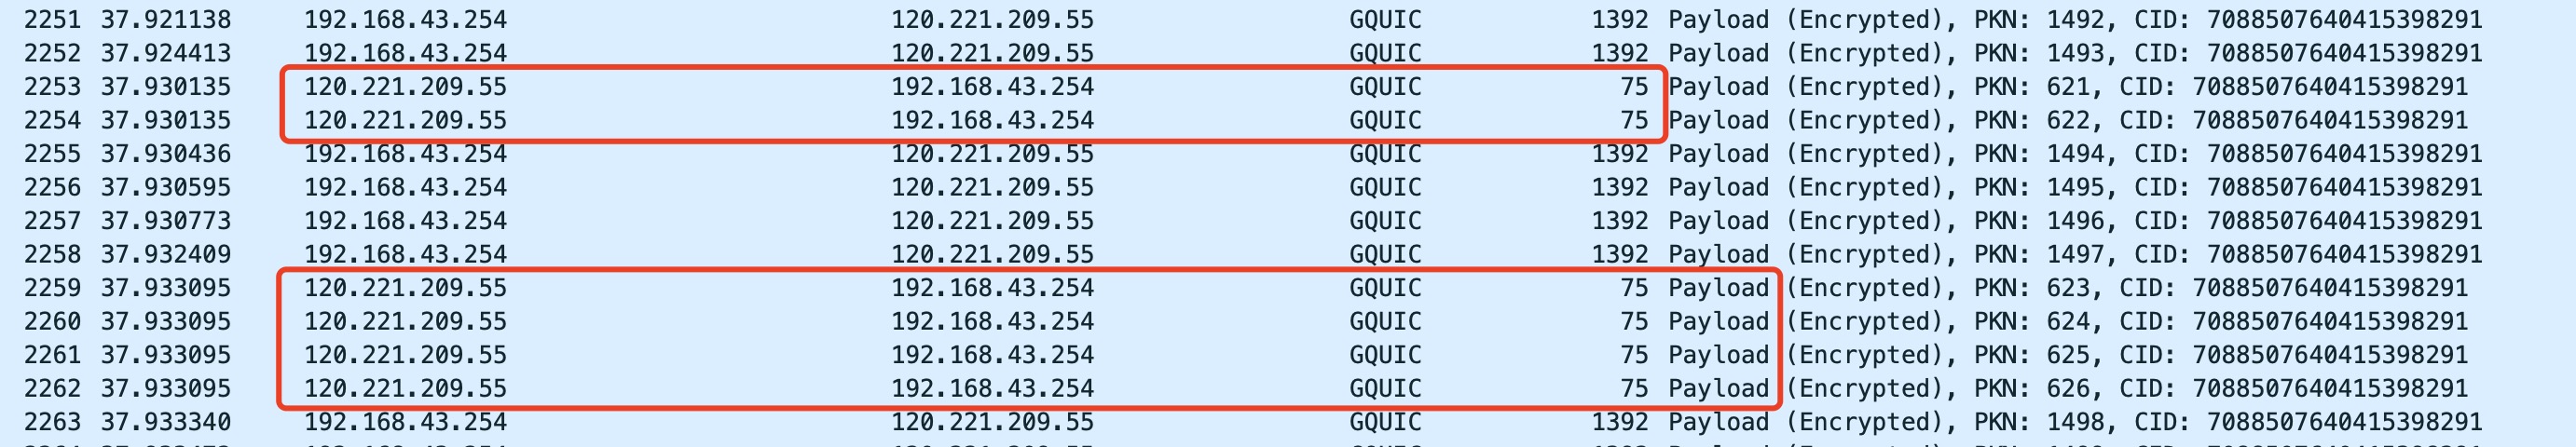 2251 37.921138 192.168.43.254 120.221.209.55 GQUIC 1392 Payload (Encrypted), PKN: 1492, CID: 7088507640415398291
2252 37.924413 192.168.43.254 120.221.209.55 GQUIC 1392 Payload (Encrypted), PKN: 1493, CID: 7088507640415398291
2253 37.930135 120.221.209.55 192.168.43.254 GQUIC 75 Payload (Encrypted), PKN: 621, CID: 7088507640415398291
2254 37.930135 120.221.209.55 192.168.43.254 GQUIC 75 Payload (Encrypted), PKN: 622, CID: 7088507640415398291
2255 37.930436 192.168.43.254 120.221.209.55 GQUIC 1392 Payload (Encrypted), PKN: 1494, CID: 7088507640415398291
2256 37.930595 192.168.43.254 120.221.209.55 GQUIC 1392 Payload (Encrypted), PKN: 1495, CID: 7088507640415398291
2257 37.930773 192.168.43.254 120.221.209.55 GQUIC 1392 Payload (Encrypted), PKN: 1496, CID: 7088507640415398291
2258 37.932409 192.168.43.254 120.221.209.55 GQUIC 1392 Payload (Encrypted), PKN: 1497, CID: 7088507640415398291
2259 37.933095 120.221.209.55 192.168.43.254 GQUIC 75 Payload (Encrypted), PKN: 623, CID: 7088507640415398291
2260 37.933095 120.221.209.55 192.168.43.254 GQUIC 75 Payload (Encrypted), PKN: 624, CID: 7088507640415398291
2261 37.933095 120.221.209.55 192.168.43.254 GQUIC 75 Payload (Encrypted), PKN: 625, CID: 7088507640415398291
2262 37.933095 120.221.209.55 192.168.43.254 GQUIC 75 Payload (Encrypted), PKN: 626, CID: 7088507640415398291
2263 37.933340 192.168.43.254 120.221.209.55 GQUIC 1392 Payload (Encrypted), PKN: 1498, CID: 7088507640415398291